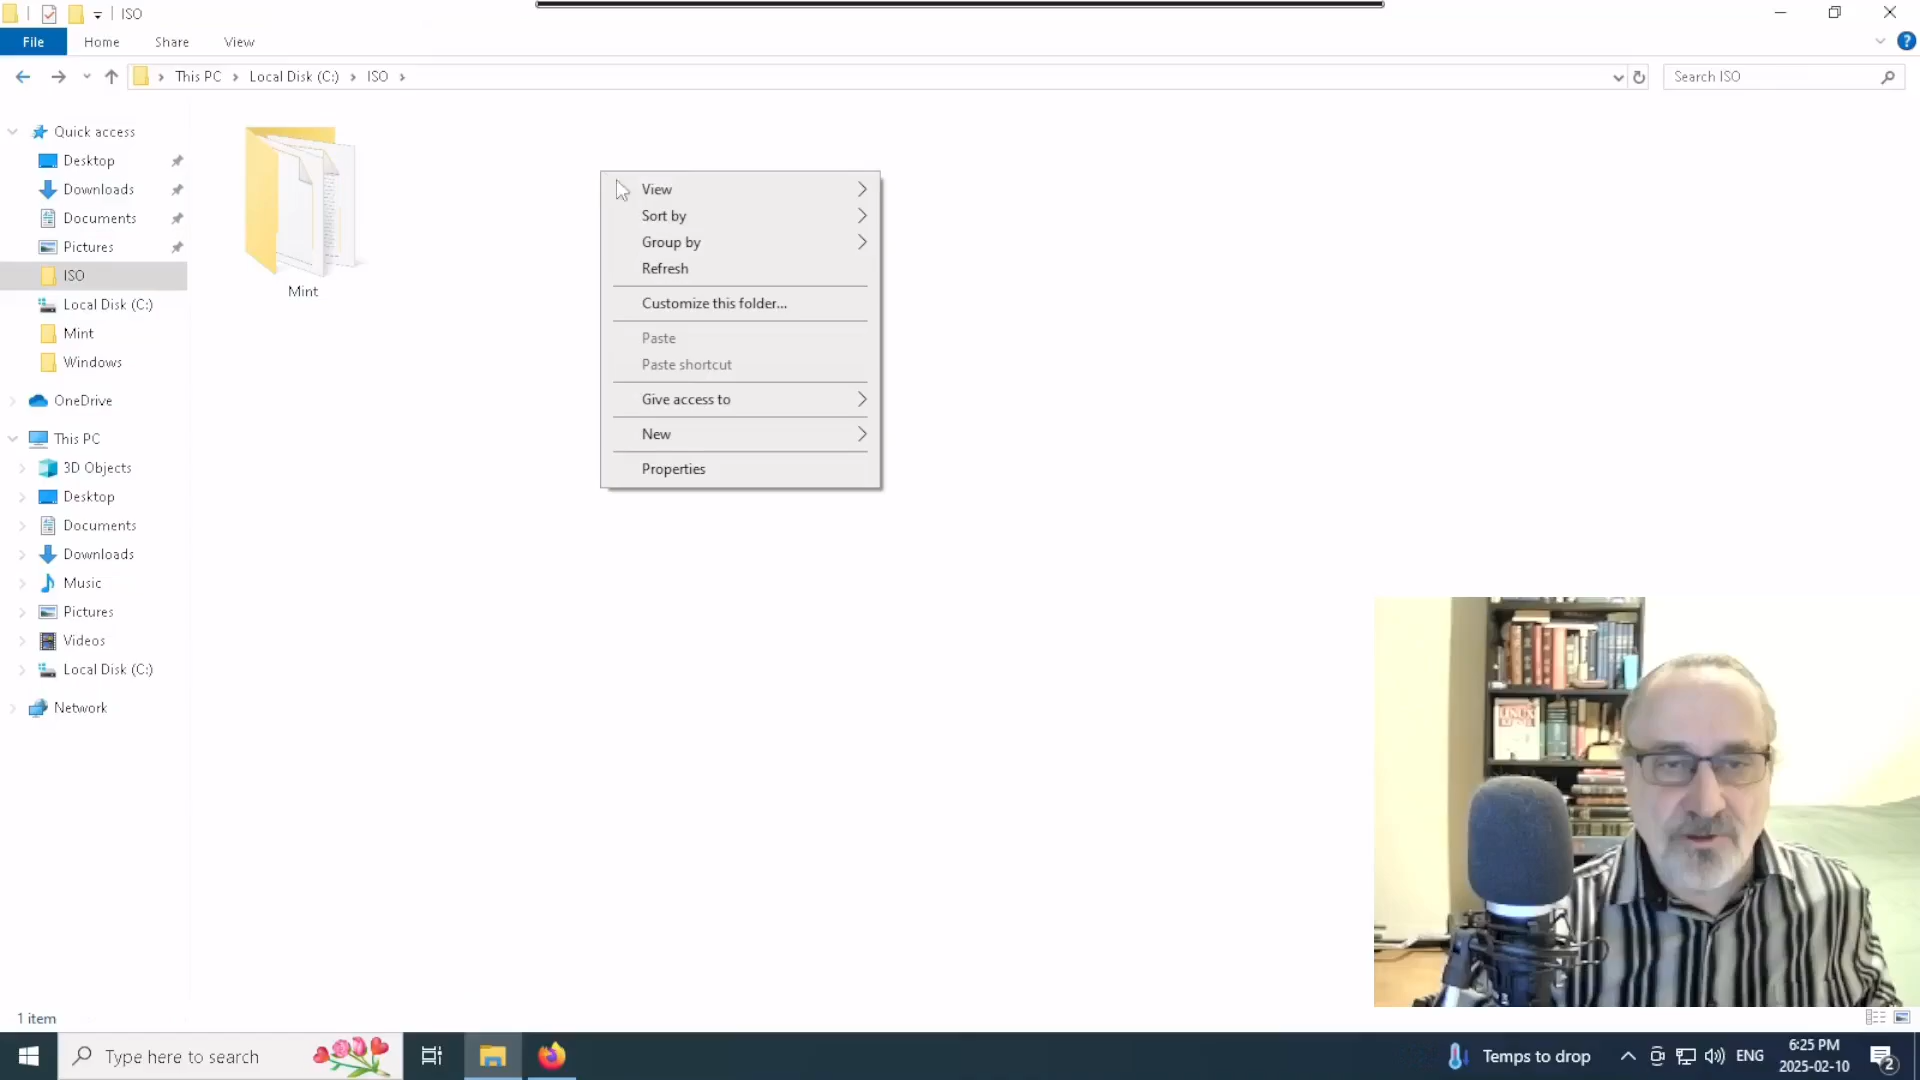 ISO
File
Home
Share
View
This PC
Local Disk (C:)
ISO
Search ISO
Quick access
Desktop
Downloads
Documents
Pictures
ISO
Local Disk (C:)
Mint
Windows
OneDrive
This PC
3D Objects
Desktop
Documents
Downloads
Music
Pictures
Videos
Local Disk (C:)
Network
Mint
View
Sort by
Group by
Refresh
Customize this folder...
Paste
Paste shortcut
Give access to
New
Properties
LINUX
1 item
Type here to search
Temps to drop
ENG
6:25 PM
2025-02-10
2